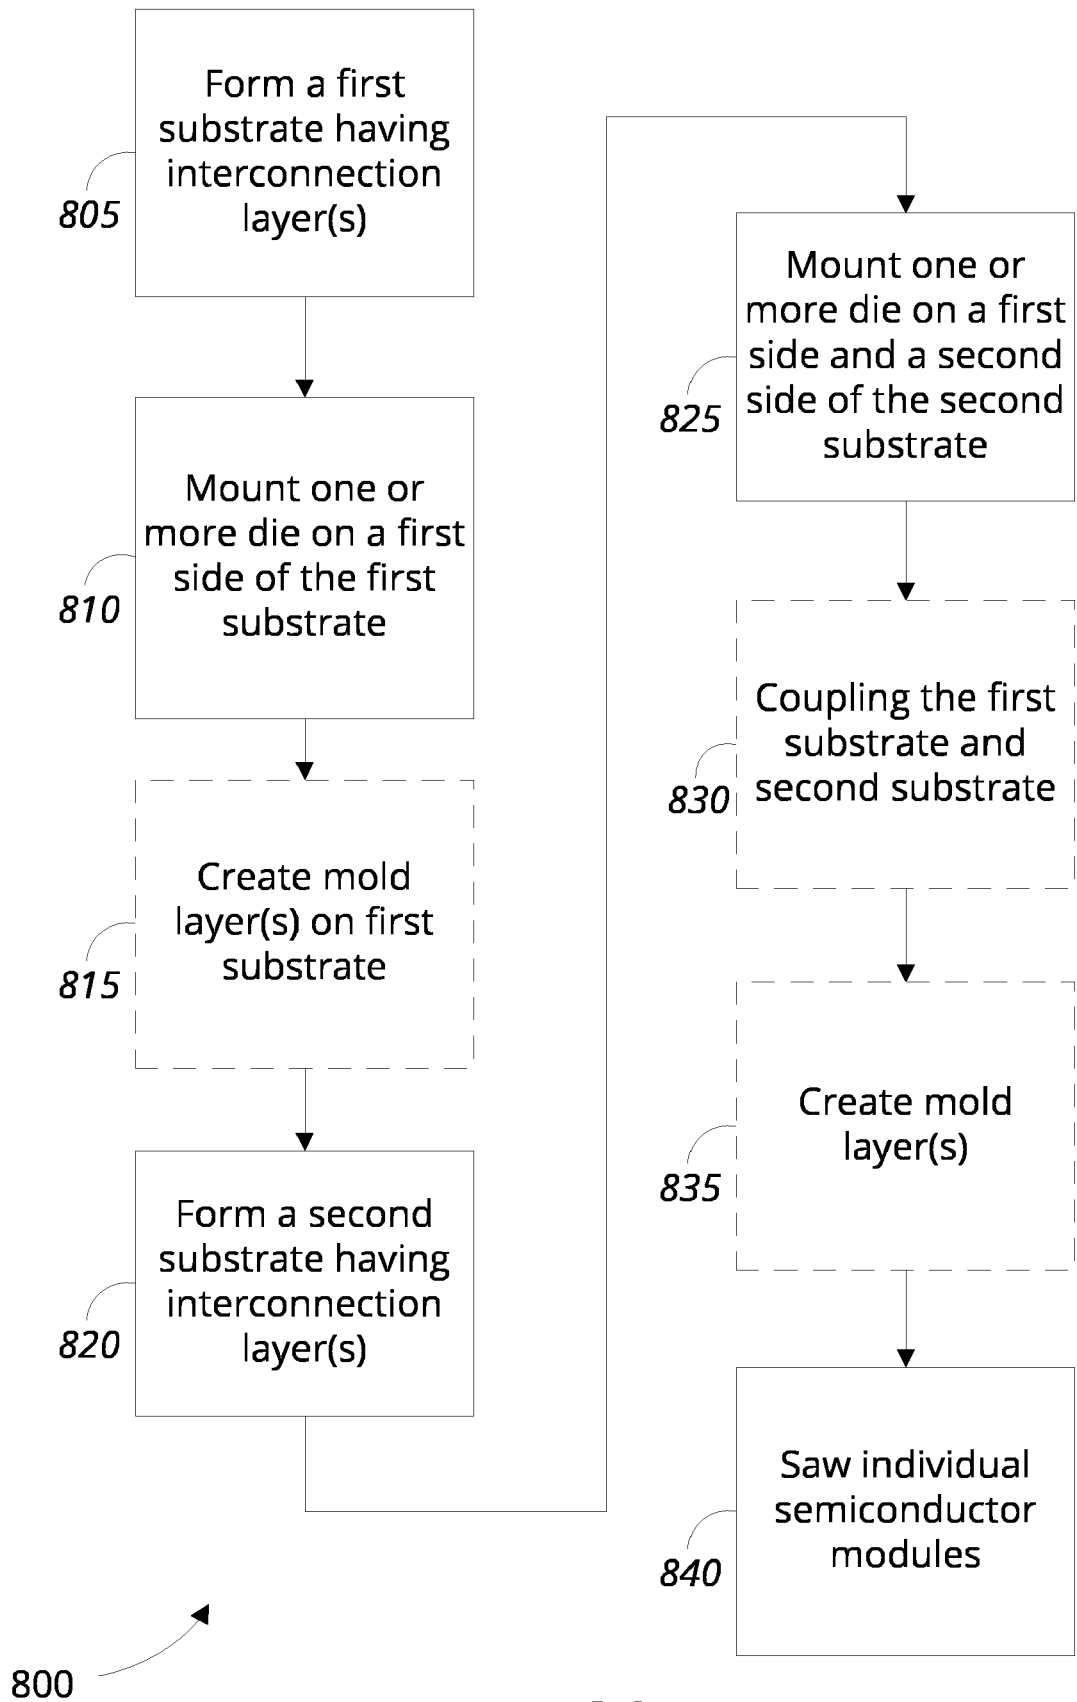 Form a first
substrate having
interconnection
layer(s)
805
Mount one or
more die on a first
side of the first
substrate
810
Create mold
layer(s) on first
substrate
815
Form a second
substrate having
interconnection
layer(s)
820
Mount one or
more die on a first
side and a second
side of the second
substrate
825
Coupling the first
substrate and
second substrate
830
Create mold
layer(s)
835
Saw individual
semiconductor
modules
840
800